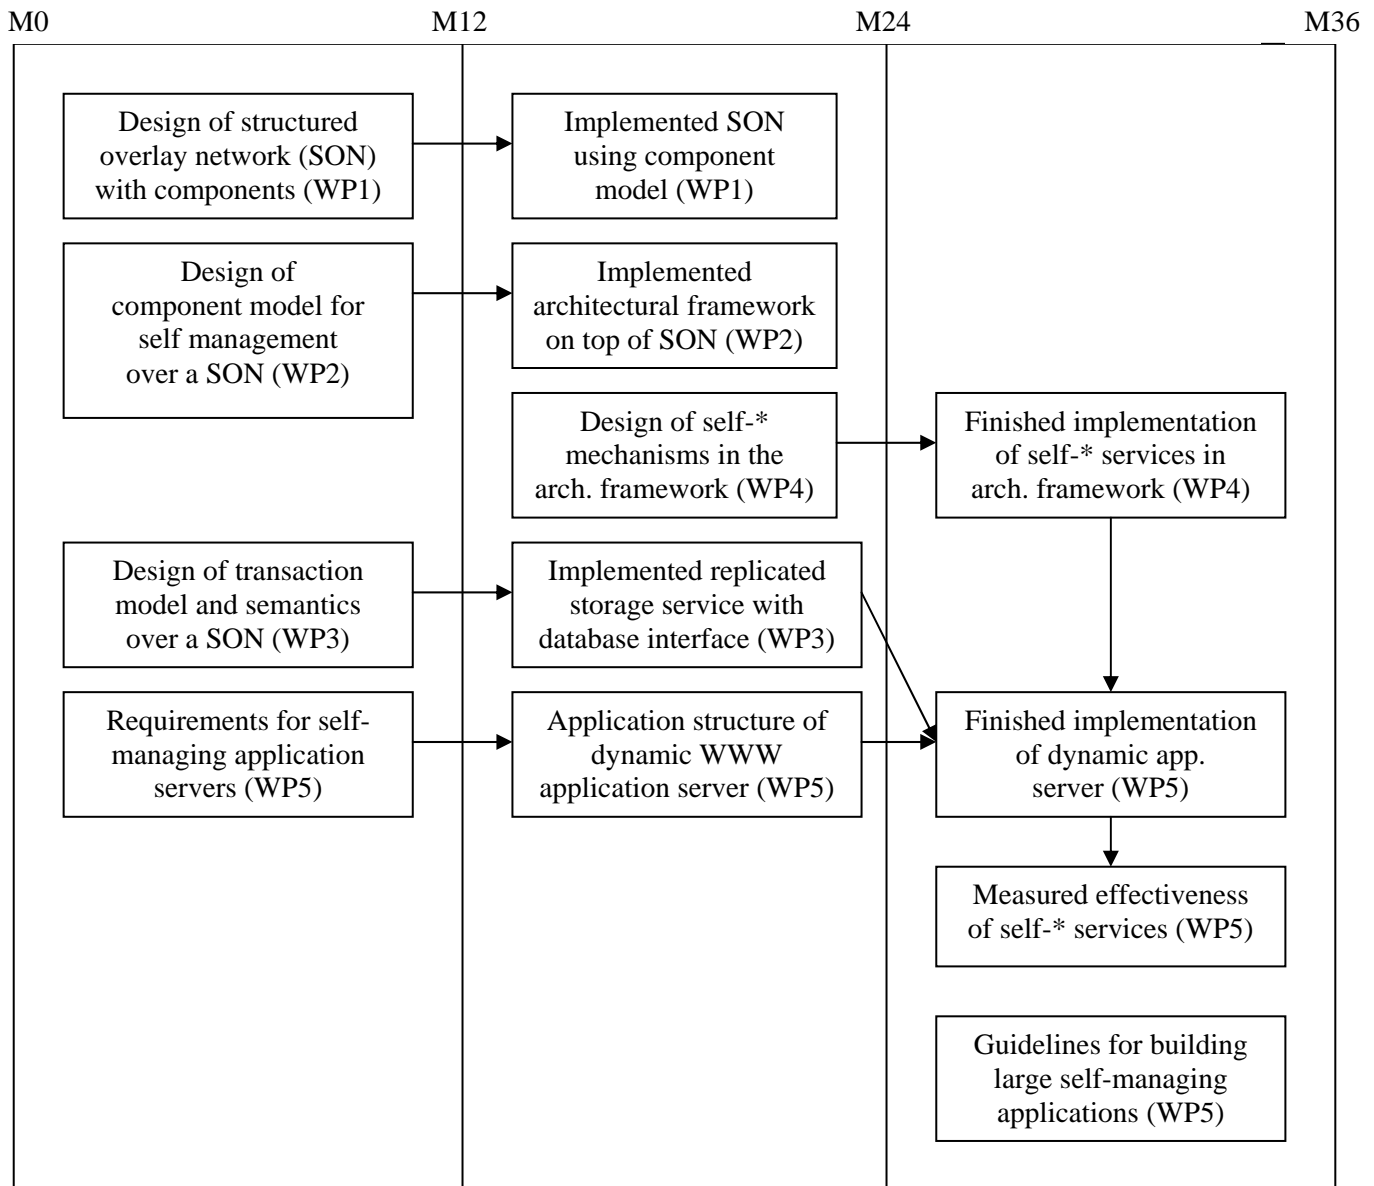 M0
M12
M24
M36
Design of structured
overlay network (SON)
with components (WP1)
Implemented SON
using component
model (WP1)
Design of
component model for
self management
over a SON (WP2)
Implemented
architectural framework
on top of SON (WP2)
Design of self-*
mechanisms in the
arch. framework (WP4)
Finished implementation
of self-* services in
arch. framework (WP4)
Design of transaction
model and semantics
over a SON (WP3)
Implemented replicated
storage service with
database interface (WP3)
Requirements for self-
managing application
servers (WP5)
Application structure of
dynamic WWW
application server (WP5)
Finished implementation
of dynamic app.
server (WP5)
Measured effectiveness
of self-* services (WP5)
Guidelines for building
large self-managing
applications (WP5)